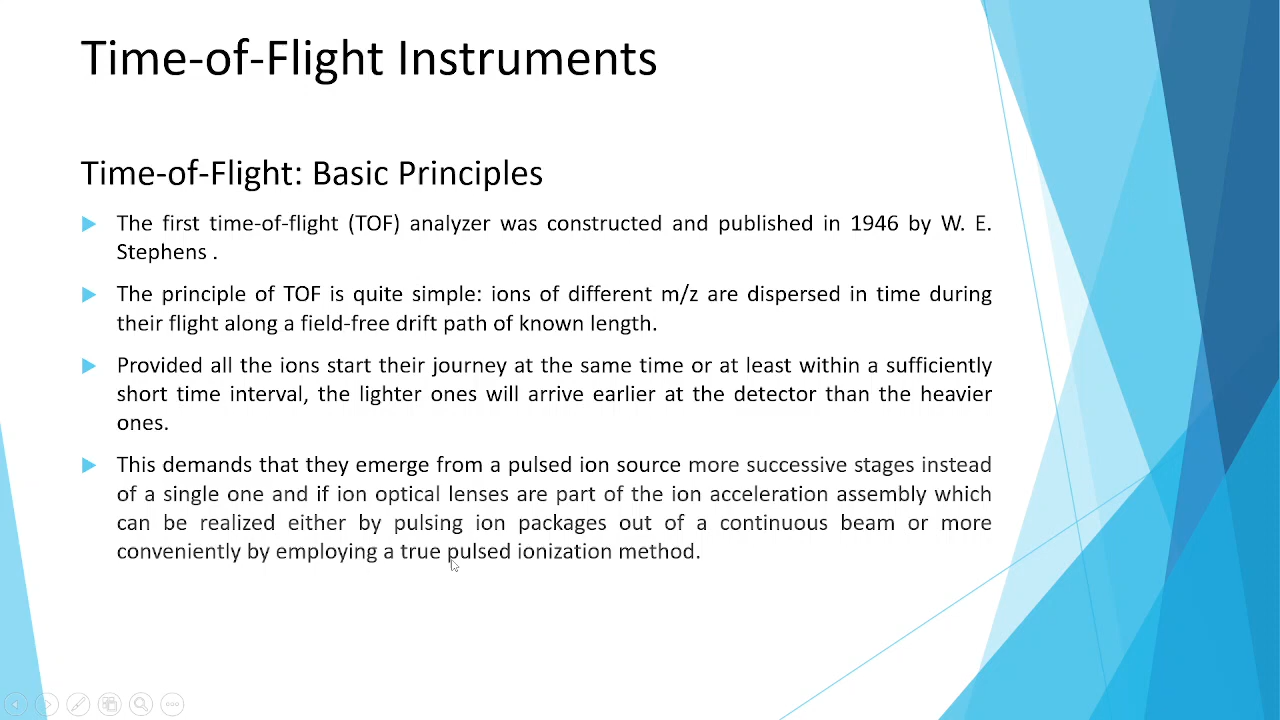 Time-of-Flight Instruments
Time-of-Flight: Basic Principles
The first time-of-flight (TOF) analyzer was constructed and published in 1946 by W. E.
Stephens .
The principle of TOF is quite simple: ions of different m/z are dispersed in time during
their flight along a field-free drift path of known length.
Provided all the ions start their journey at the same time or at least within a sufficiently
short time interval, the lighter ones will arrive earlier at the detector than the heavier
ones.
This demands that they emerge from a pulsed ion source more successive stages instead
of a single one and if ion optical lenses are part of the ion acceleration assembly which
can be realized either by pulsing ion packages out of a continuous beam or more
conveniently by employing a true pulsed ionization method.